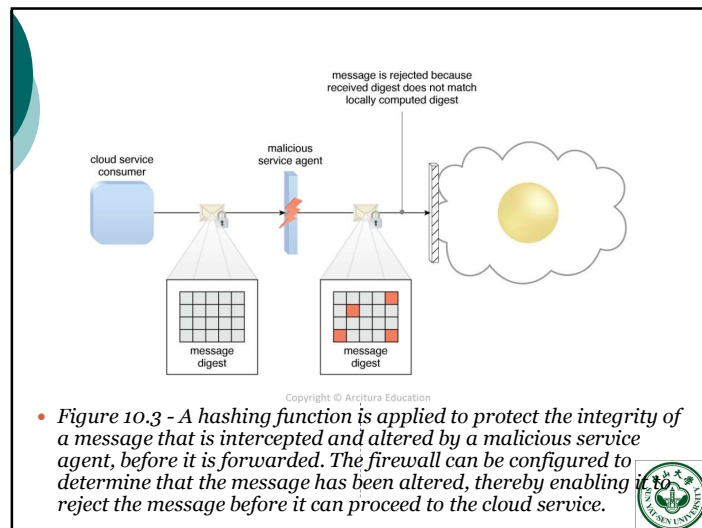 message is rejected because
received digest does not match
locally computed digest
malicious
service agent
cloud service
consumer
message
digest
message
digest
Copyright © Arcitura Education
• Figure 10.3 - A hashing function is applied to protect the integrity of
a message that is intercepted and altered by a malicious service
agent, before it is forwarded. The firewall can be configured to
determine that the message has been altered, thereby enabling it to
reject the message before it can proceed to the cloud service.
SUN YAT-SEN UNIVERSITY